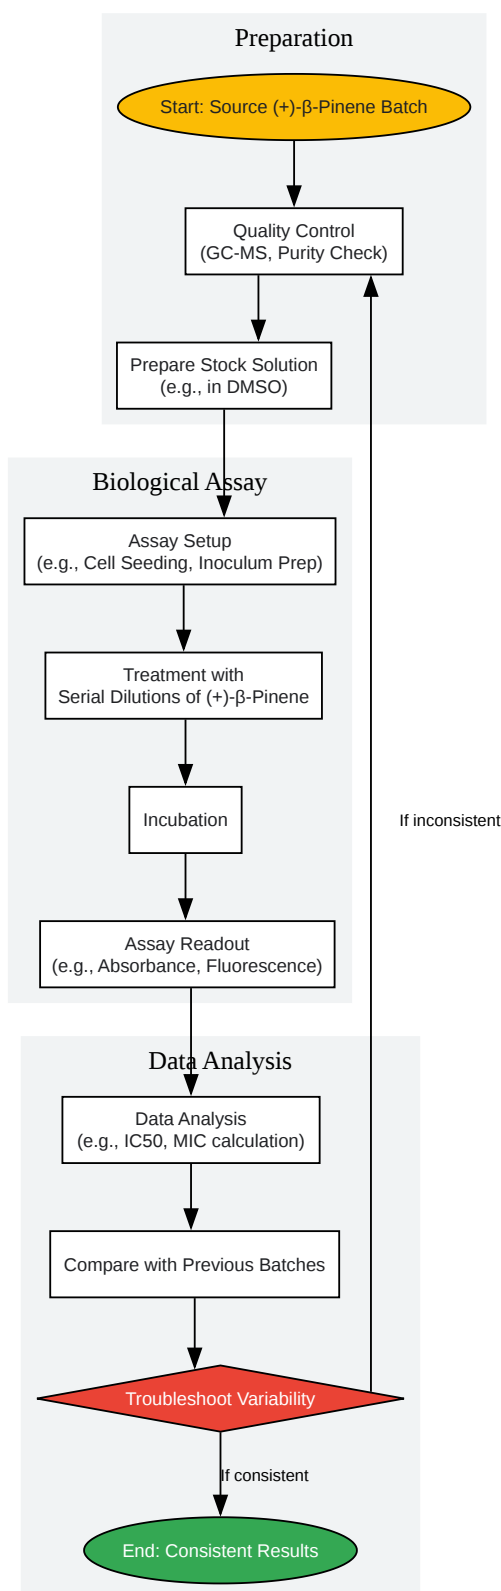 Preparation
Start: Source (+)-β-Pinene Batch
Quality Control
(GC-MS, Purity Check)
Prepare Stock Solution
(e.g., in DMSO)
Biological Assay
Assay Setup
(e.g., Cell Seeding, Inoculum Prep)
Treatment with
Serial Dilutions of (+)-β-Pinene
Incubation
If inconsistent
Assay Readout
(e.g., Absorbance, Fluorescence)
Data Analysis
Data Analysis
(e.g., IC50, MIC calculation)
Compare with Previous Batches
Troubleshoot Variability
If consistent
End: Consistent Results